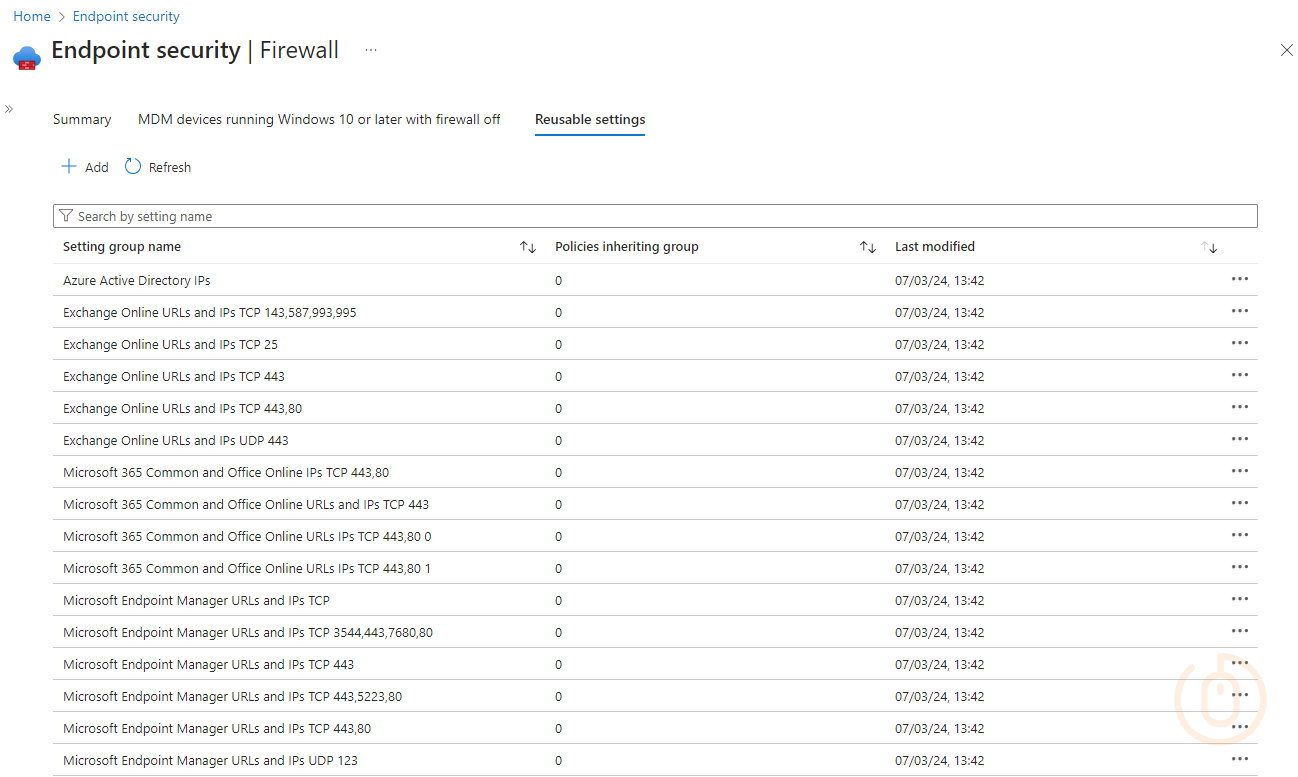 Home > Endpoint security
Endpoint security | Firewall ...
Summary MDM devices running Windows 10 or later with firewall off Reusable settings
Add Refresh
Search by setting name
Setting group name Policies inheriting group Last modified
Azure Active Directory IPs 0 07/03/24, 13:42
Exchange Online URLs and IPs TCP 143,587,993,995 0 07/03/24, 13:42
Exchange Online URLs and IPs TCP 25 0 07/03/24, 13:42
Exchange Online URLs and IPs TCP 443 0 07/03/24, 13:42
Exchange Online URLs and IPs TCP 443,80 0 07/03/24, 13:42
Exchange Online URLs and IPs UDP 443 0 07/03/24, 13:42
Microsoft 365 Common and Office Online IPs TCP 443,80 0 07/03/24, 13:42
Microsoft 365 Common and Office Online URLs and IPs TCP 443 0 07/03/24, 13:42
Microsoft 365 Common and Office Online URLs IPs TCP 443,80 0 0 07/03/24, 13:42
Microsoft 365 Common and Office Online URLs IPs TCP 443,80 1 0 07/03/24, 13:42
Microsoft Endpoint Manager URLs and IPs TCP 0 07/03/24, 13:42
Microsoft Endpoint Manager URLs and IPs TCP 3544,443,7680,80 0 07/03/24, 13:42
Microsoft Endpoint Manager URLs and IPs TCP 443 0 07/03/24, 13:42
Microsoft Endpoint Manager URLs and IPs TCP 443,5223,80 0 07/03/24, 13:42
Microsoft Endpoint Manager URLs and IPs TCP 443,80 0 07/03/24, 13:42
Microsoft Endpoint Manager URLs and IPs UDP 123 0 07/03/24, 13:42